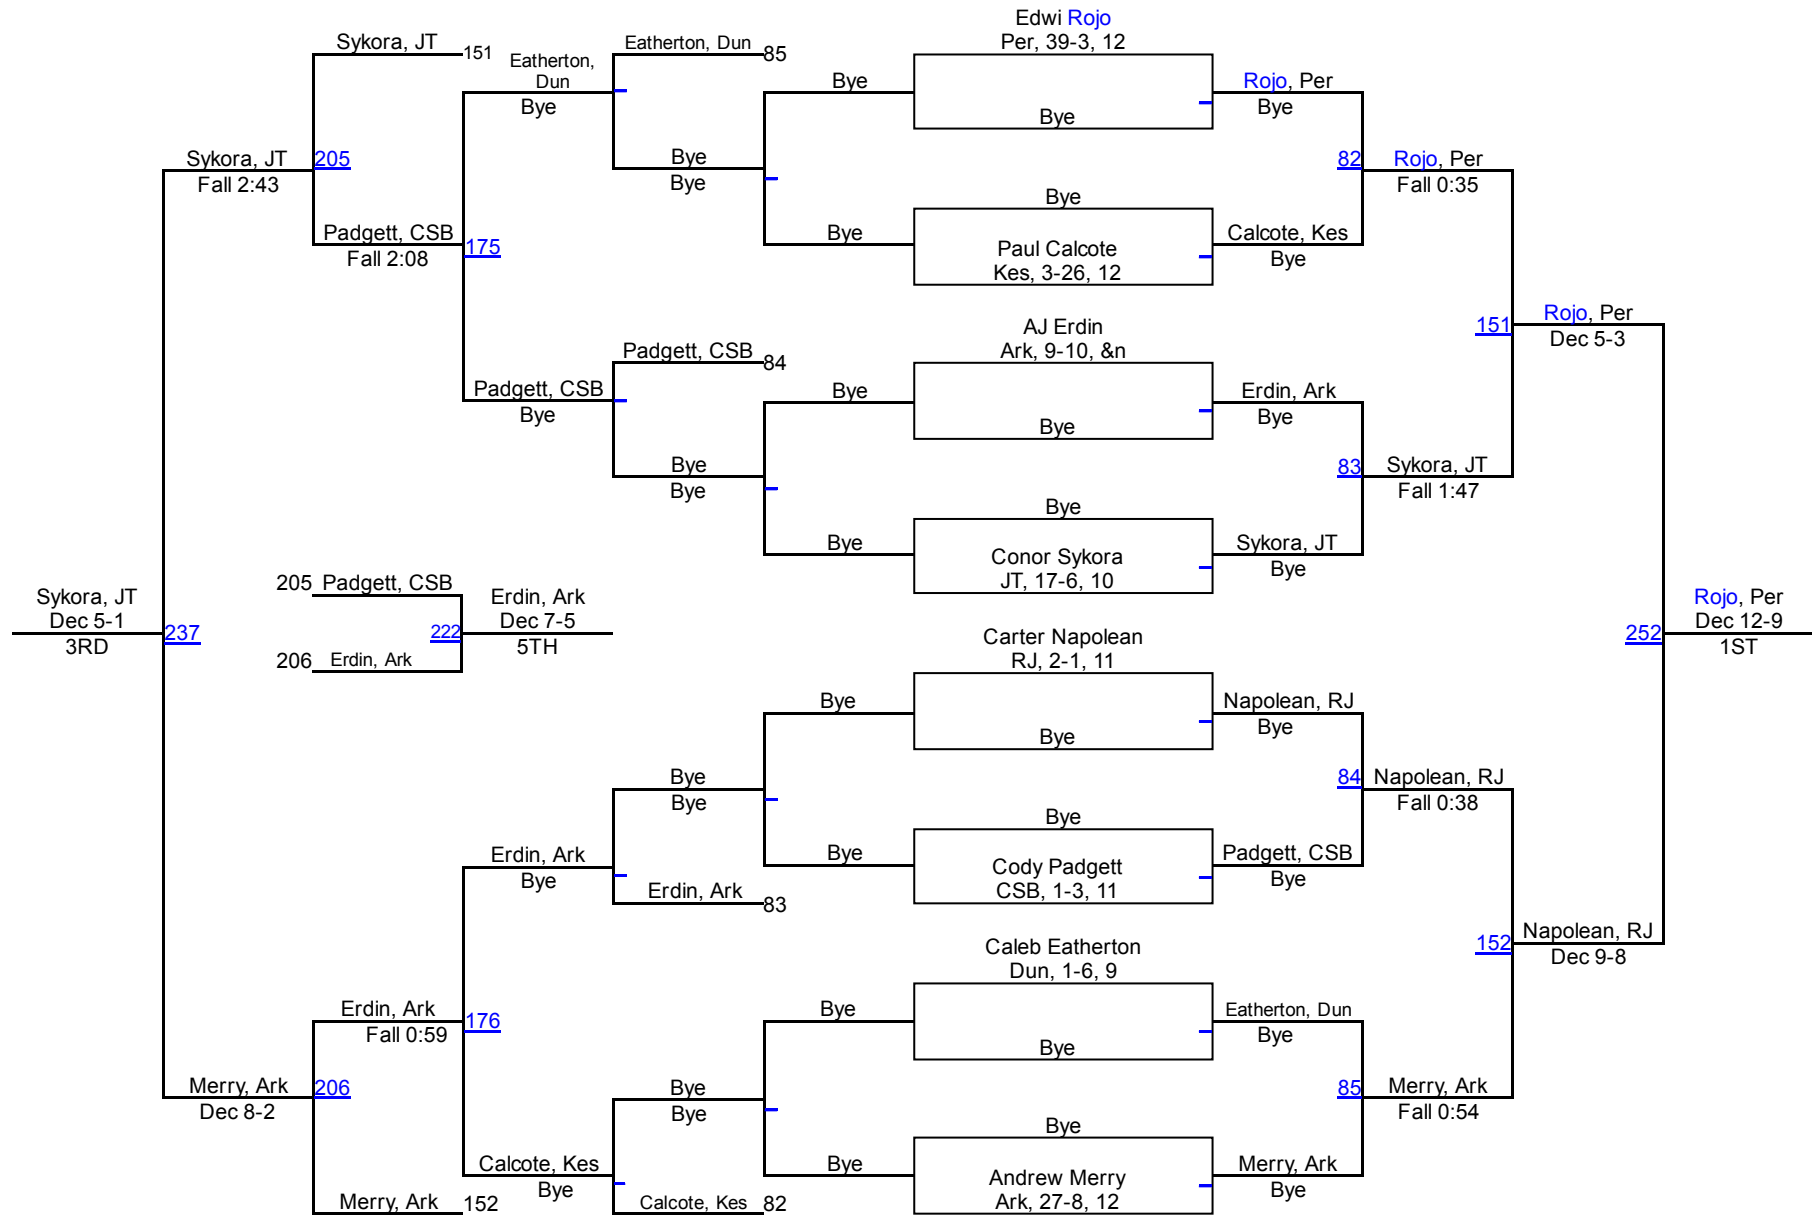 Edwi Rojo
Per, 39-3, 12
Sykora, JT
151
Eatherton,
Dun
Bye
Eatherton, Dun
85
Bye
Bye
Rojo, Per
Bye
Sykora, JT
Fall 2:43
205
Bye
Bye
82
Rojo, Per
Fall 0:35
Padgett, CSB
Fall 2:08
175
Bye
Bye
Paul Calcote
Kes, 3-26, 12
Calcote, Kes
Bye
AJ Erdin
Ark, 9-10, &n
151
Rojo, Per
Dec 5-3
Padgett, CSB
84
Padgett, CSB
Bye
Bye
Bye
Erdin, Ark
Bye
Bye
Bye
83
Sykora, JT
Fall 1:47
Bye
Bye
Conor Sykora
JT, 17-6, 10
Sykora, JT
Bye
Sykora, JT
Dec 5-1
3RD
237
205
Padgett, CSB
222
Erdin, Ark
Dec 7-5
5TH
206
Erdin, Ark
252
Rojo, Per
Dec 12-9
1ST
Carter Napolean
RJ, 2-1, 11
Bye
Bye
Napolean, RJ
Bye
Bye
Bye
84
Napolean, RJ
Fall 0:38
Erdin, Ark
Bye
Bye
Bye
Cody Padgett
CSB, 1-3, 11
Padgett, CSB
Bye
Erdin, Ark
83
Caleb Eatherton
Dun, 1-6, 9
152
Napolean, RJ
Dec 9-8
Erdin, Ark
Fall 0:59
176
Bye
Bye
Eatherton, Dun
Bye
Merry, Ark
Dec 8-2
206
Bye
Bye
85
Merry, Ark
Fall 0:54
Calcote, Kes
Bye
Bye
Bye
Andrew Merry
Ark, 27-8, 12
Merry, Ark
Bye
Merry, Ark
152
Calcote, Kes
82